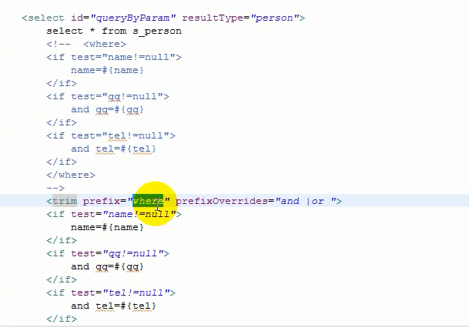 <select id="queryByParam" resultType="person">
select * from s_person
<!-- <where>
<if test="name!=null">
name=#{name}
</if>
<if test="qq!=null">
and qq=#{qq}
</if>
<if test="tel!=null">
and tel=#{tel}
</if>
</where>
-->
<trim prefix="where" prefixOverrides="and |or ">
<if test="name!=null">
name=#{name}
</if>
<if test="qq!=null">
and qq=#{qq}
</if>
<if test="tel!=null">
and tel=#{tel}
</if>